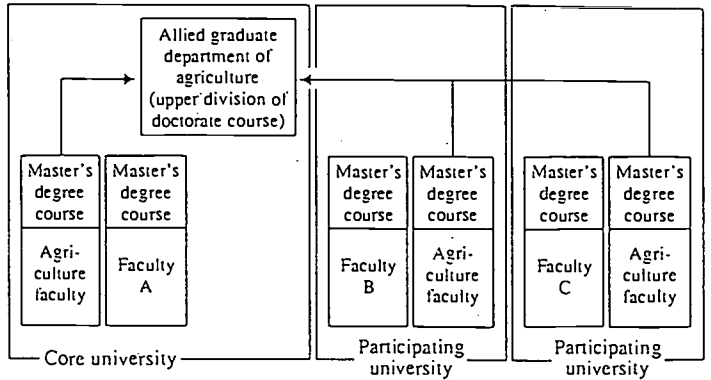 Allied graduate
department of
agriculture
(upper division of
doctorate course)
Master's
degree
course
Agri-
culture
faculty
Master's
degree
course
Faculty
A
Master's
degree
course
Faculty
B
Master's
degree
course
Agri-
culture
faculty
Master's
degree
course
Faculty
C
Master's
degree
course
Agri-
culture
faculty
Core university
Participating
university
Participating
university